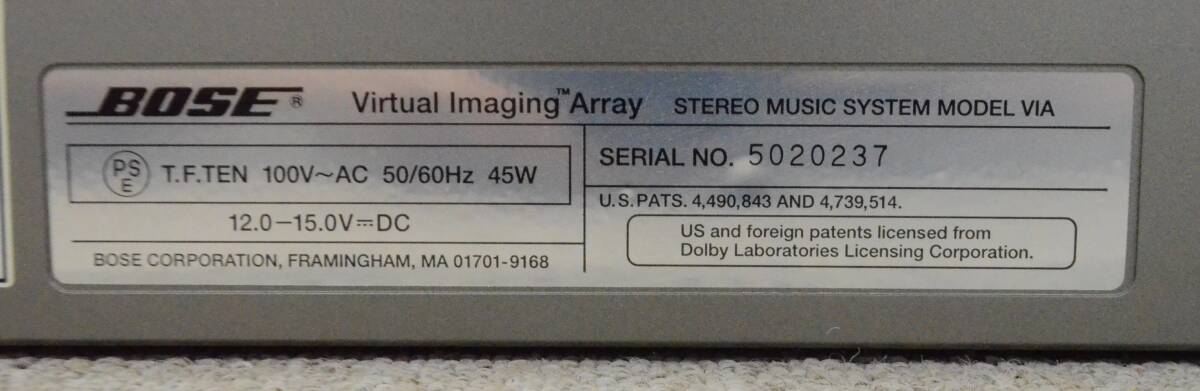 BOSE® Virtual Imaging™ Array STEREO MUSIC SYSTEM MODEL VIA
PS
E
T.F.TEN 100V~AC 50/60Hz 45W
12.0–15.0V⎓DC
BOSE CORPORATION, FRAMINGHAM, MA 01701-9168
SERIAL NO. 5020237
U.S. PATS. 4,490,843 AND 4,739,514.
US and foreign patents licensed from
Dolby Laboratories Licensing Corporation.